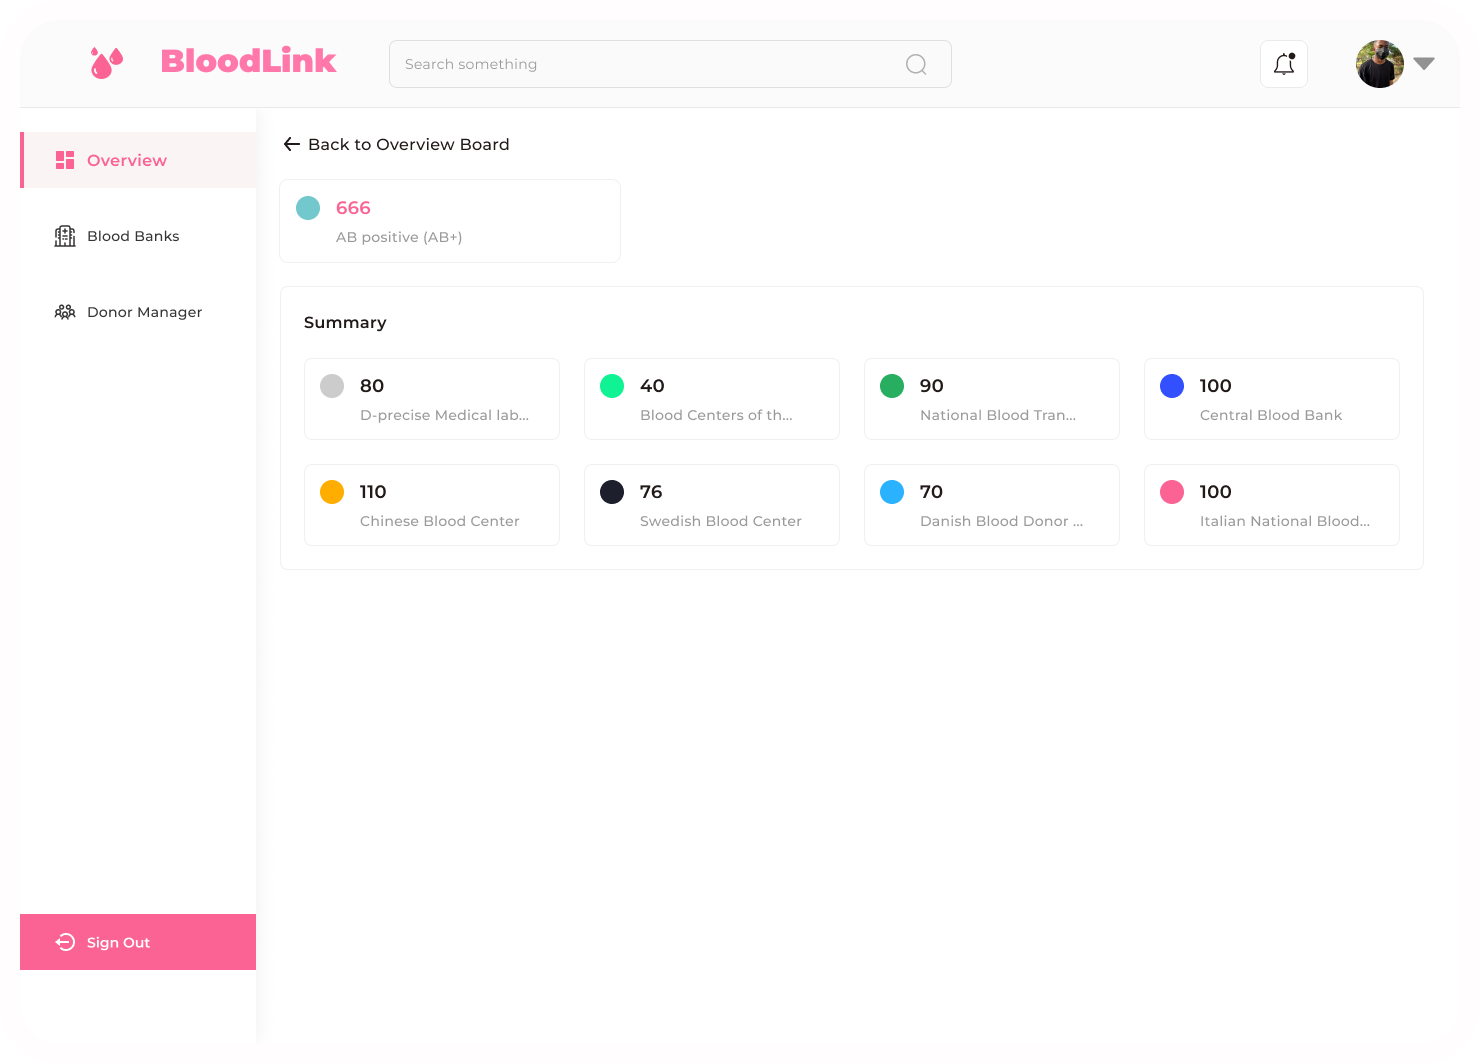 BloodLink
Search something
Overview
Blood Banks
Donor Manager
Sign Out
Back to Overview Board
666
AB positive (AB+)
Summary
80
D-precise Medical lab...
40
Blood Centers of th...
90
National Blood Tran...
100
Central Blood Bank
110
Chinese Blood Center
76
Swedish Blood Center
70
Danish Blood Donor ...
100
Italian National Blood...